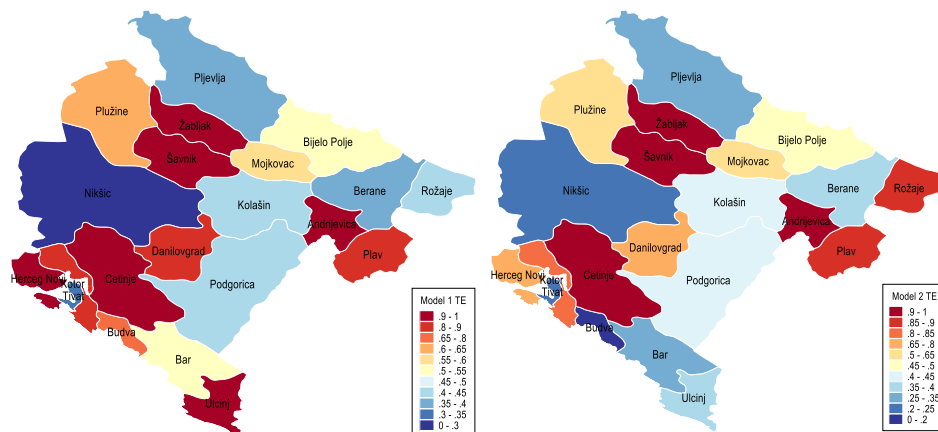 Pljevlja
Plužine
Žabljak
Bijelo Polje
Šavnik
Mojkovac
Nikšic
Berane
Rožaje
Kolašin
Andrijevica
Danilovgrad
Plav
Herceg Novi
Kotor
Tivat
Cetinje
Podgorica
Budva
Bar
Ulcinj
Model 1 TE
.9 - 1
.8 - .9
.65 - .8
.6 - .65
.55 - .6
.5 - .55
.45 - .5
.4 - .45
.35 - .4
.3 - .35
0 - .3
Pljevlja
Plužine
Žabljak
Bijelo Polje
Šavnik
Mojkovac
Nikšic
Berane
Rožaje
Kolašin
Andrijevica
Danilovgrad
Plav
Herceg Novi
Kotor
Tivat
Cetinje
Podgorica
Budva
Bar
Ulcinj
Model 2 TE
.9 - 1
.85 - .9
.8 - .85
.65 - .8
.5 - .65
.45 - .5
.4 - .45
.35 - .4
.25 - .35
.2 - .25
0 - .2